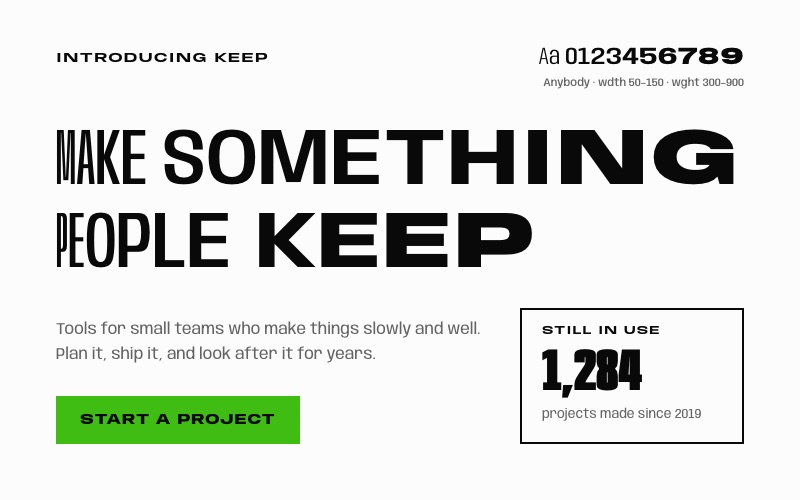 INTRODUCING KEEP
Aa 0123456789
Anybody · wdth 50–150 · wght 300–900
MAKE SOMETHING
PEOPLE KEEP
Tools for small teams who make things slowly and well.
Plan it, ship it, and look after it for years.
START A PROJECT
STILL IN USE
1,284
projects made since 2019